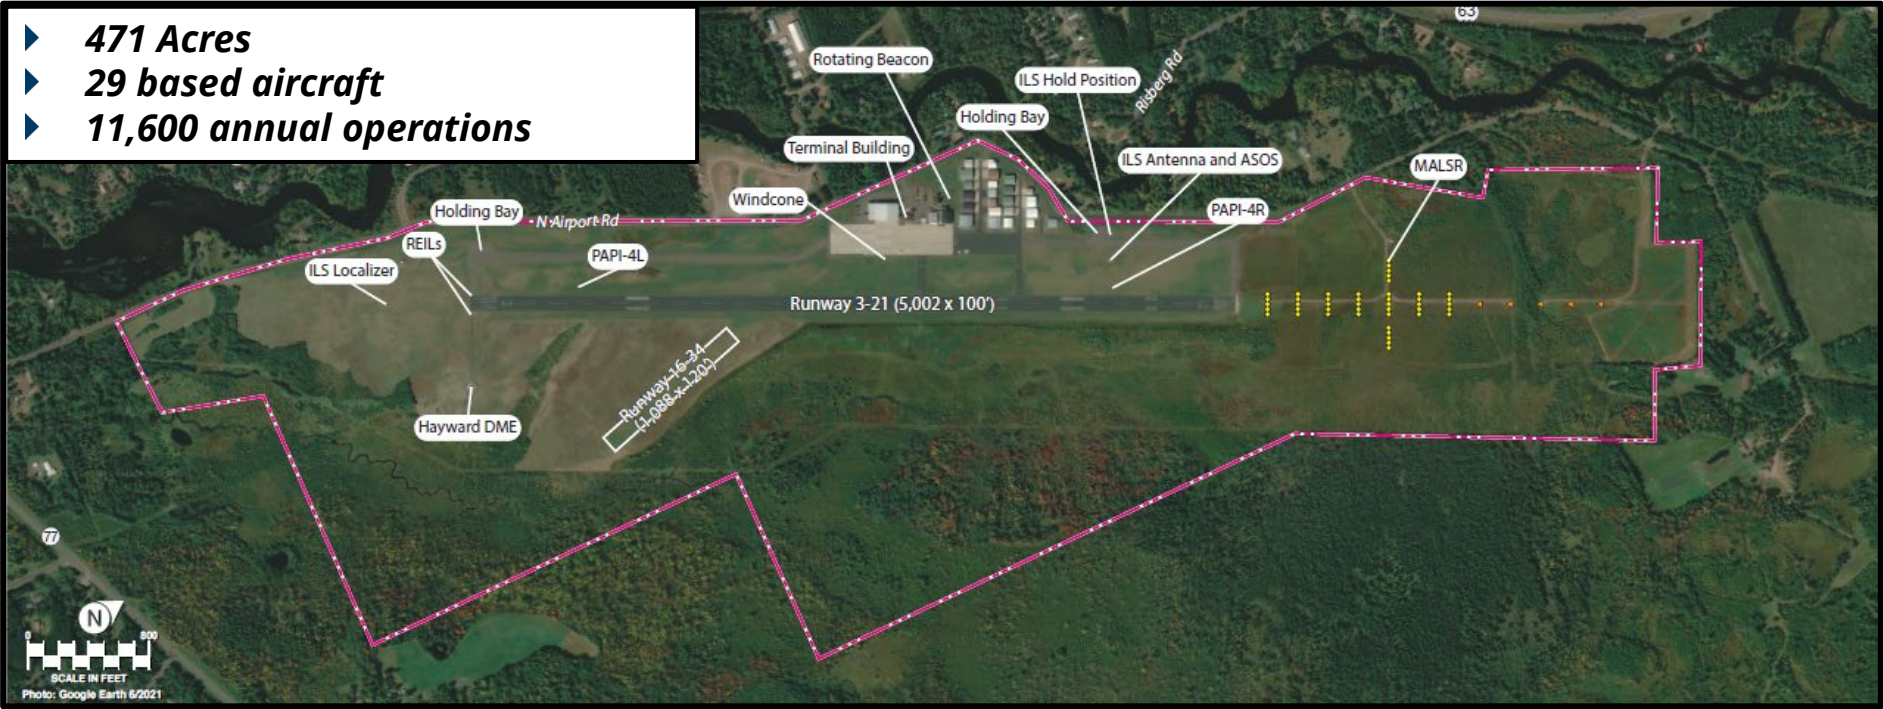 471 Acres
29 based aircraft
11,600 annual operations
63
Rotating Beacon
ILS Hold Position
Risberg Rd
Holding Bay
Terminal Building
ILS Antenna and ASOS
MALSR
Windcone
Holding Bay
N Airport Rd
PAPI-4R
REILs
PAPI-4L
ILS Localizer
Runway 3-21 (5,002 x 100')
Runway 16-34
(1,088 x 120')
Hayward DME
77
N
0 800
SCALE IN FEET
Photo: Google Earth 6/2021